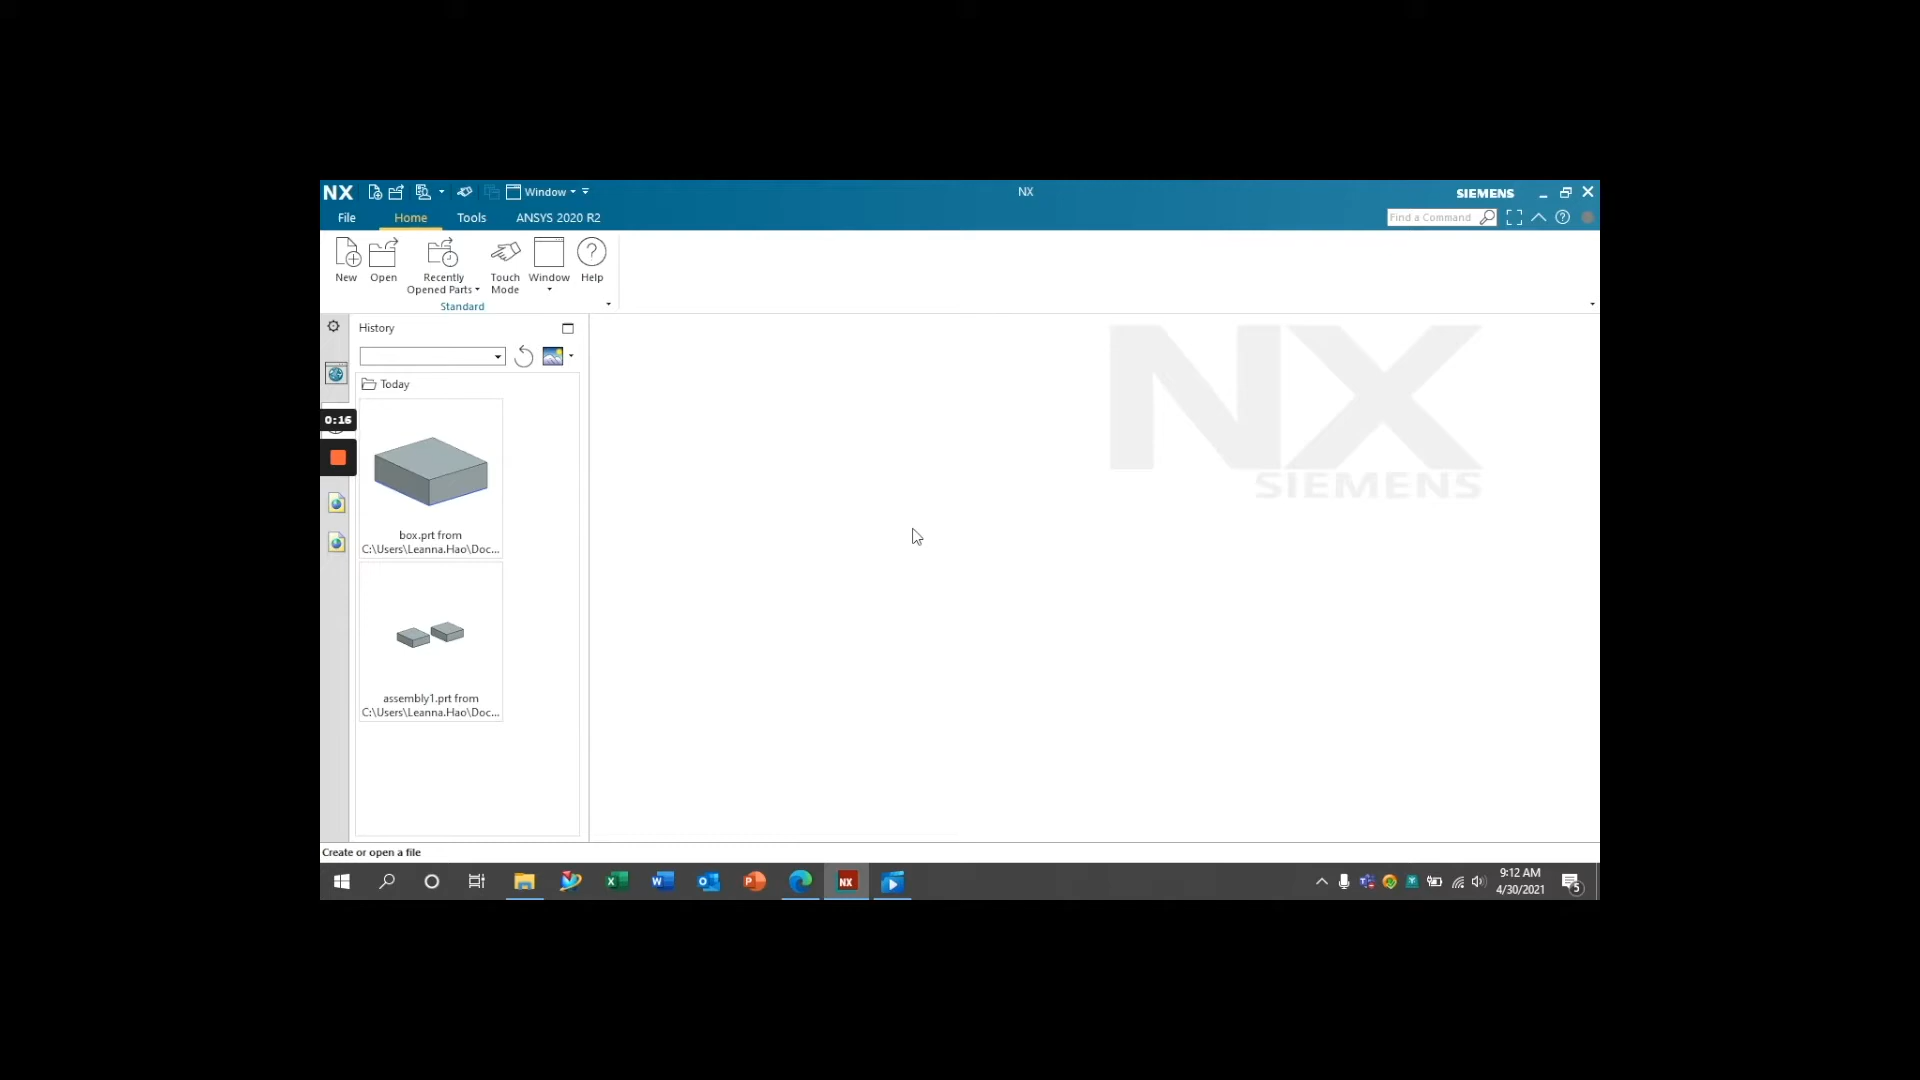 NX
Window
NX
SIEMENS
File
Home
Tools
ANSYS 2020 R2
Find a Command
New
Open
Recently
Opened Parts
Touch
Mode
Window
Help
Standard
History
Today
0:16
box.prt from
C:\Users\Leanna.Hao\Doc...
assembly1.prt from
C:\Users\Leanna.Hao\Doc...
NX
SIEMENS
Create or open a file
9:12 AM
4/30/2021
5